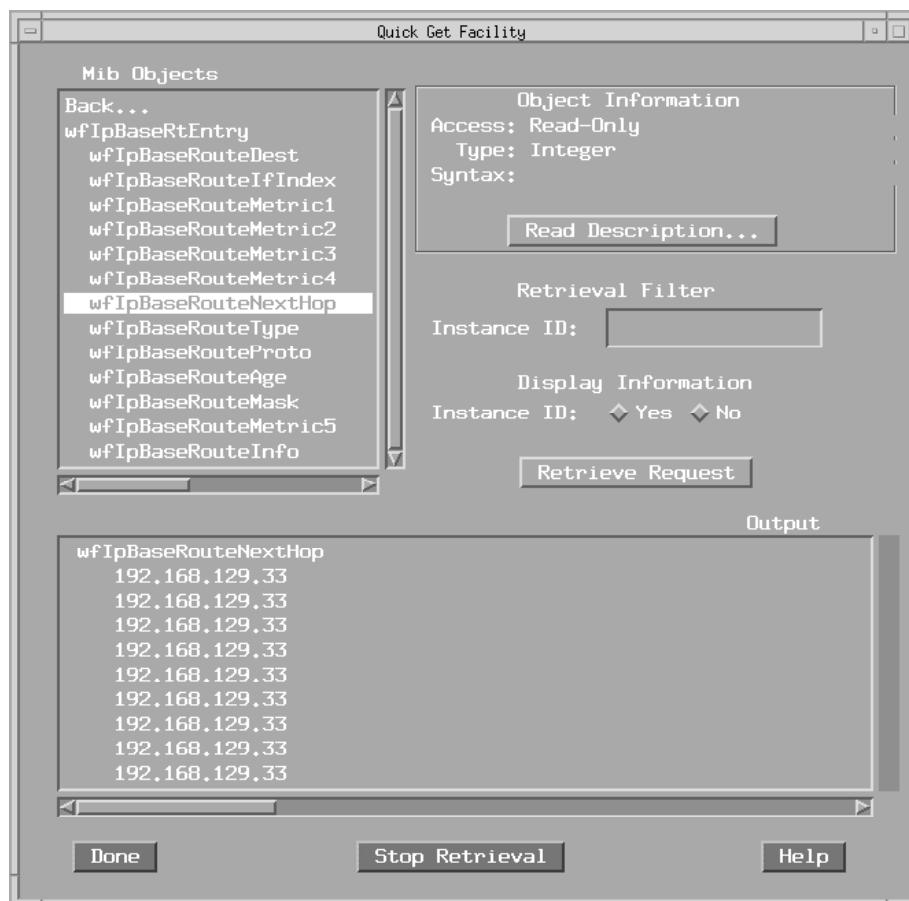 Quick Get Facility
Mib Objects
Back...
wfIpBaseRtEntry
wfIpBaseRouteDest
wfIpBaseRouteIfIndex
wfIpBaseRouteMetric1
wfIpBaseRouteMetric2
wfIpBaseRouteMetric3
wfIpBaseRouteMetric4
wfIpBaseRouteNextHop
wfIpBaseRouteType
wfIpBaseRouteProto
wfIpBaseRouteAge
wfIpBaseRouteMask
wfIpBaseRouteMetric5
wfIpBaseRouteInfo
Object Information
Access: Read-Only
Type: Integer
Syntax:
Read Description...
Retrieval Filter
Instance ID:
Display Information
Instance ID: Yes No
Retrieve Request
Output
wfIpBaseRouteNextHop
192.168.129.33
192.168.129.33
192.168.129.33
192.168.129.33
192.168.129.33
192.168.129.33
192.168.129.33
192.168.129.33
192.168.129.33
Done Stop Retrieval Help